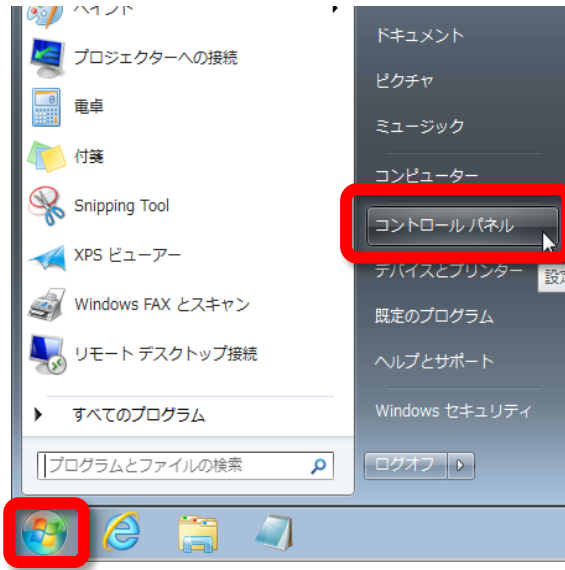 ペイント
プロジェクターへの接続
電卓
付箋
Snipping Tool
XPS ビューアー
Windows FAX とスキャン
リモート デスクトップ接続
すべてのプログラム
プログラムとファイルの検索
ドキュメント
ピクチャ
ミュージック
コンピューター
コントロール パネル
デバイスとプリンター
設定
既定のプログラム
ヘルプとサポート
Windows セキュリティ
ログオフ